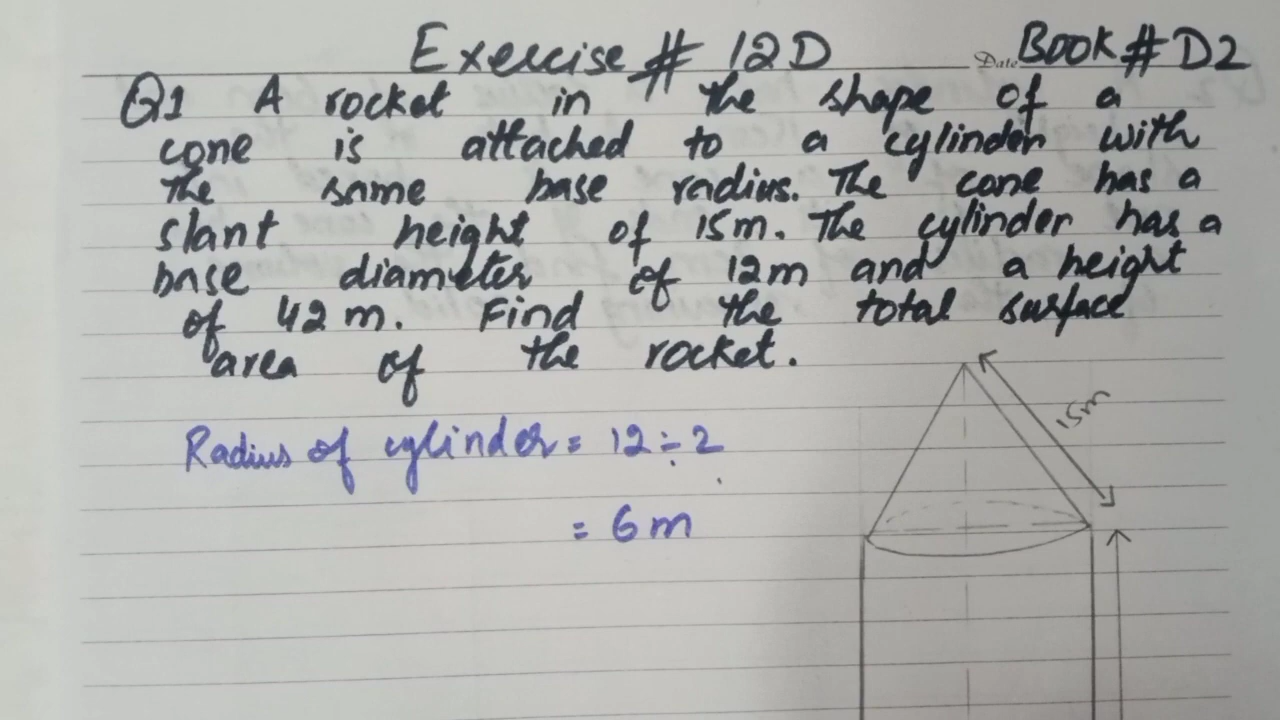 Exercise # 12D Date Book # D2
Q1 A rocket in the shape of a
cone is attached to a cylinder with
the same base radius. The cone has a
slant height of 15m. The cylinder has a
base diameter of 12m and a height
of 42m. Find the total surface
area of the rocket.
15m
Radius of cylinder = 12 ÷ 2
= 6m